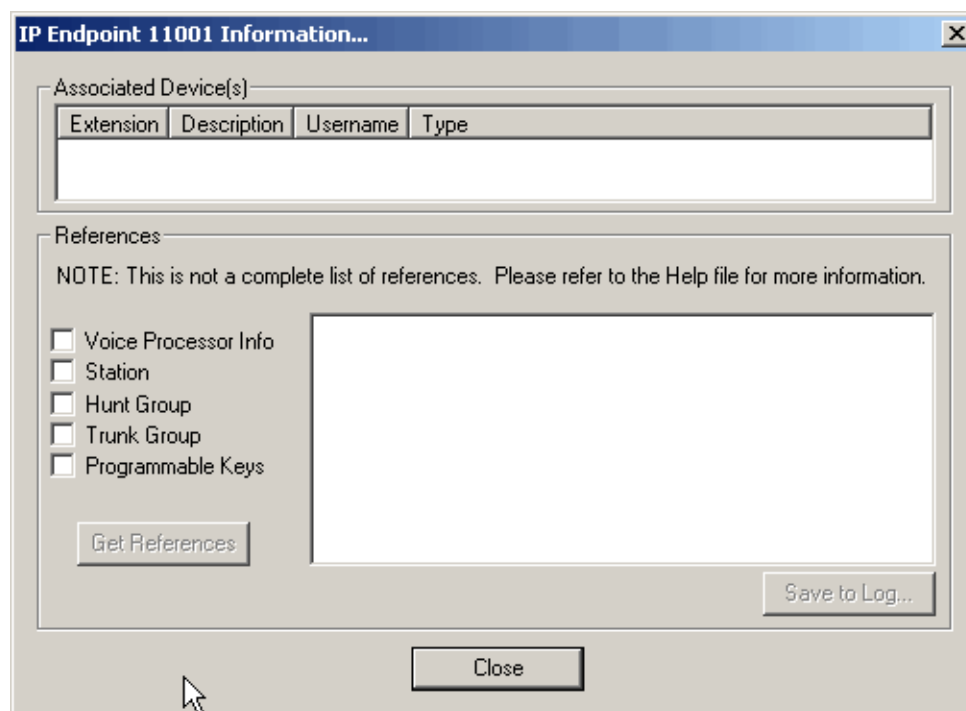 IP Endpoint 11001 Information...
Associated Device(s)
Extension Description Username Type
References
NOTE: This is not a complete list of references.  Please refer to the Help file for more information.
Voice Processor Info
Station
Hunt Group
Trunk Group
Programmable Keys
Get References
Save to Log...
Close